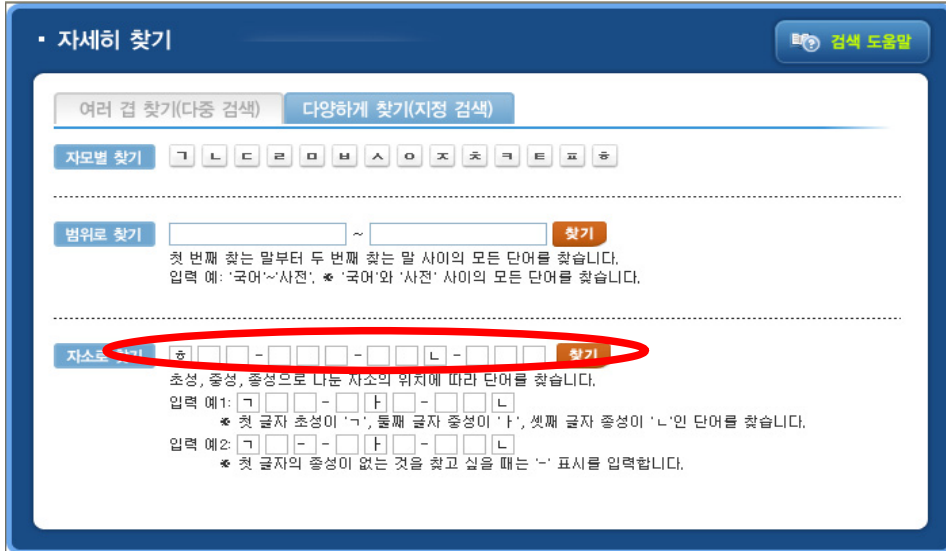 자세히 찾기
검색 도움말
여러 겹 찾기(다중 검색) 다양하게 찾기(지정 검색)
자모별 찾기 ㄱ ㄴ ㄷ ㄹ ㅁ ㅂ ㅅ ㅇ ㅈ ㅊ ㅋ ㅌ ㅍ ㅎ
범위로 찾기 ~ 찾기
첫 번째 찾는 말부터 두 번째 찾는 말 사이의 모든 단어를 찾습니다.
입력 예: '국어'~'사전', ※ '국어'와 '사전' 사이의 모든 단어를 찾습니다.
자소로 찾기 ㅎ - - ㄴ - 찾기
초성, 중성, 종성으로 나눈 자소의 위치에 따라 단어를 찾습니다.
입력 예1: ㄱ - ㅏ - ㄴ
※ 첫 글자 초성이 'ㄱ', 둘째 글자 중성이 'ㅏ', 셋째 글자 종성이 'ㄴ'인 단어를 찾습니다.
입력 예2: ㄱ - - ㅏ - ㄴ
※ 첫 글자의 종성이 없는 것을 찾고 싶을 때는 '-' 표시를 입력합니다.